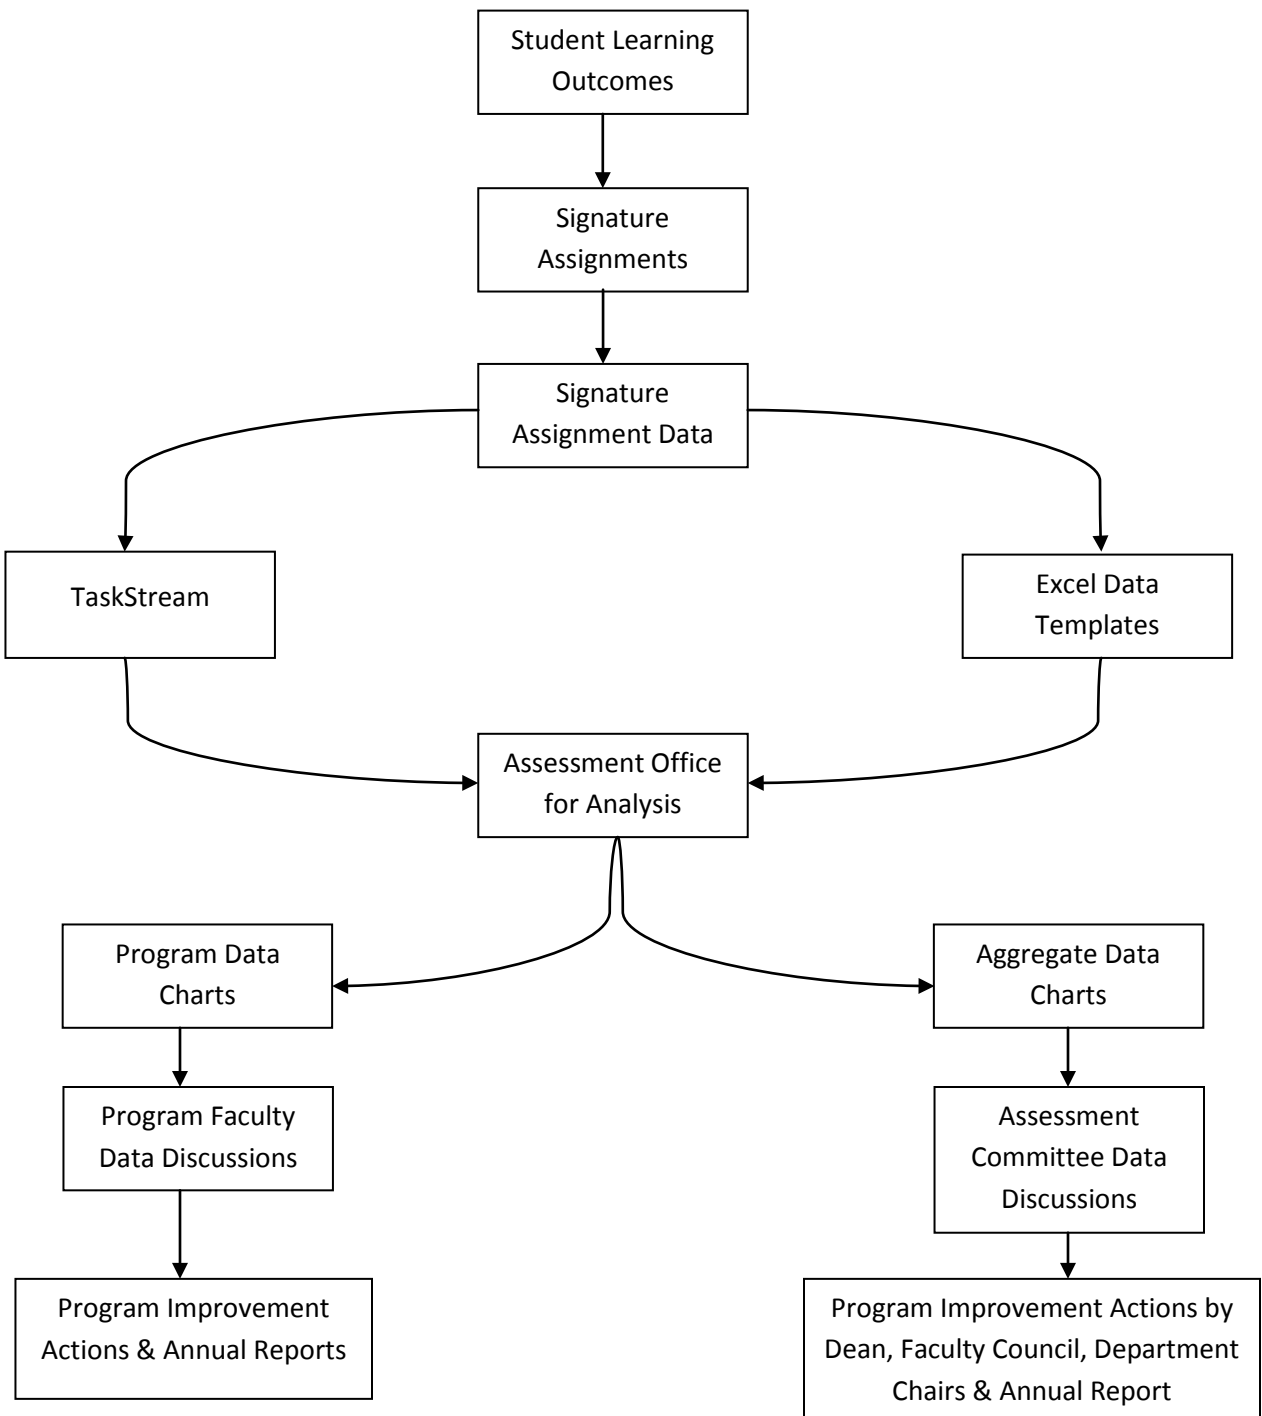 Student Learning
Outcomes
Signature
Assignments
Signature
Assignment Data
TaskStream
Excel Data
Templates
Assessment Office
for Analysis
Program Data
Charts
Aggregate Data
Charts
Program Faculty
Data Discussions
Assessment
Committee Data
Discussions
Program Improvement
Actions & Annual Reports
Program Improvement Actions by
Dean, Faculty Council, Department
Chairs & Annual Report